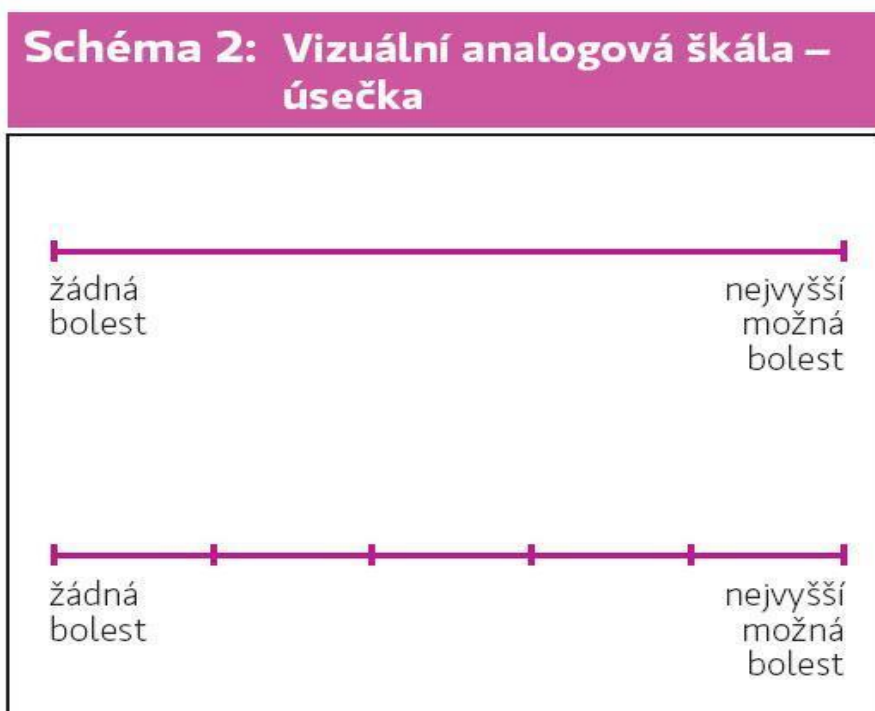 Schéma 2: Vizuální analogová škála –
úsečka
žádná
bolest
nejvyšší
možná
bolest
žádná
bolest
nejvyšší
možná
bolest